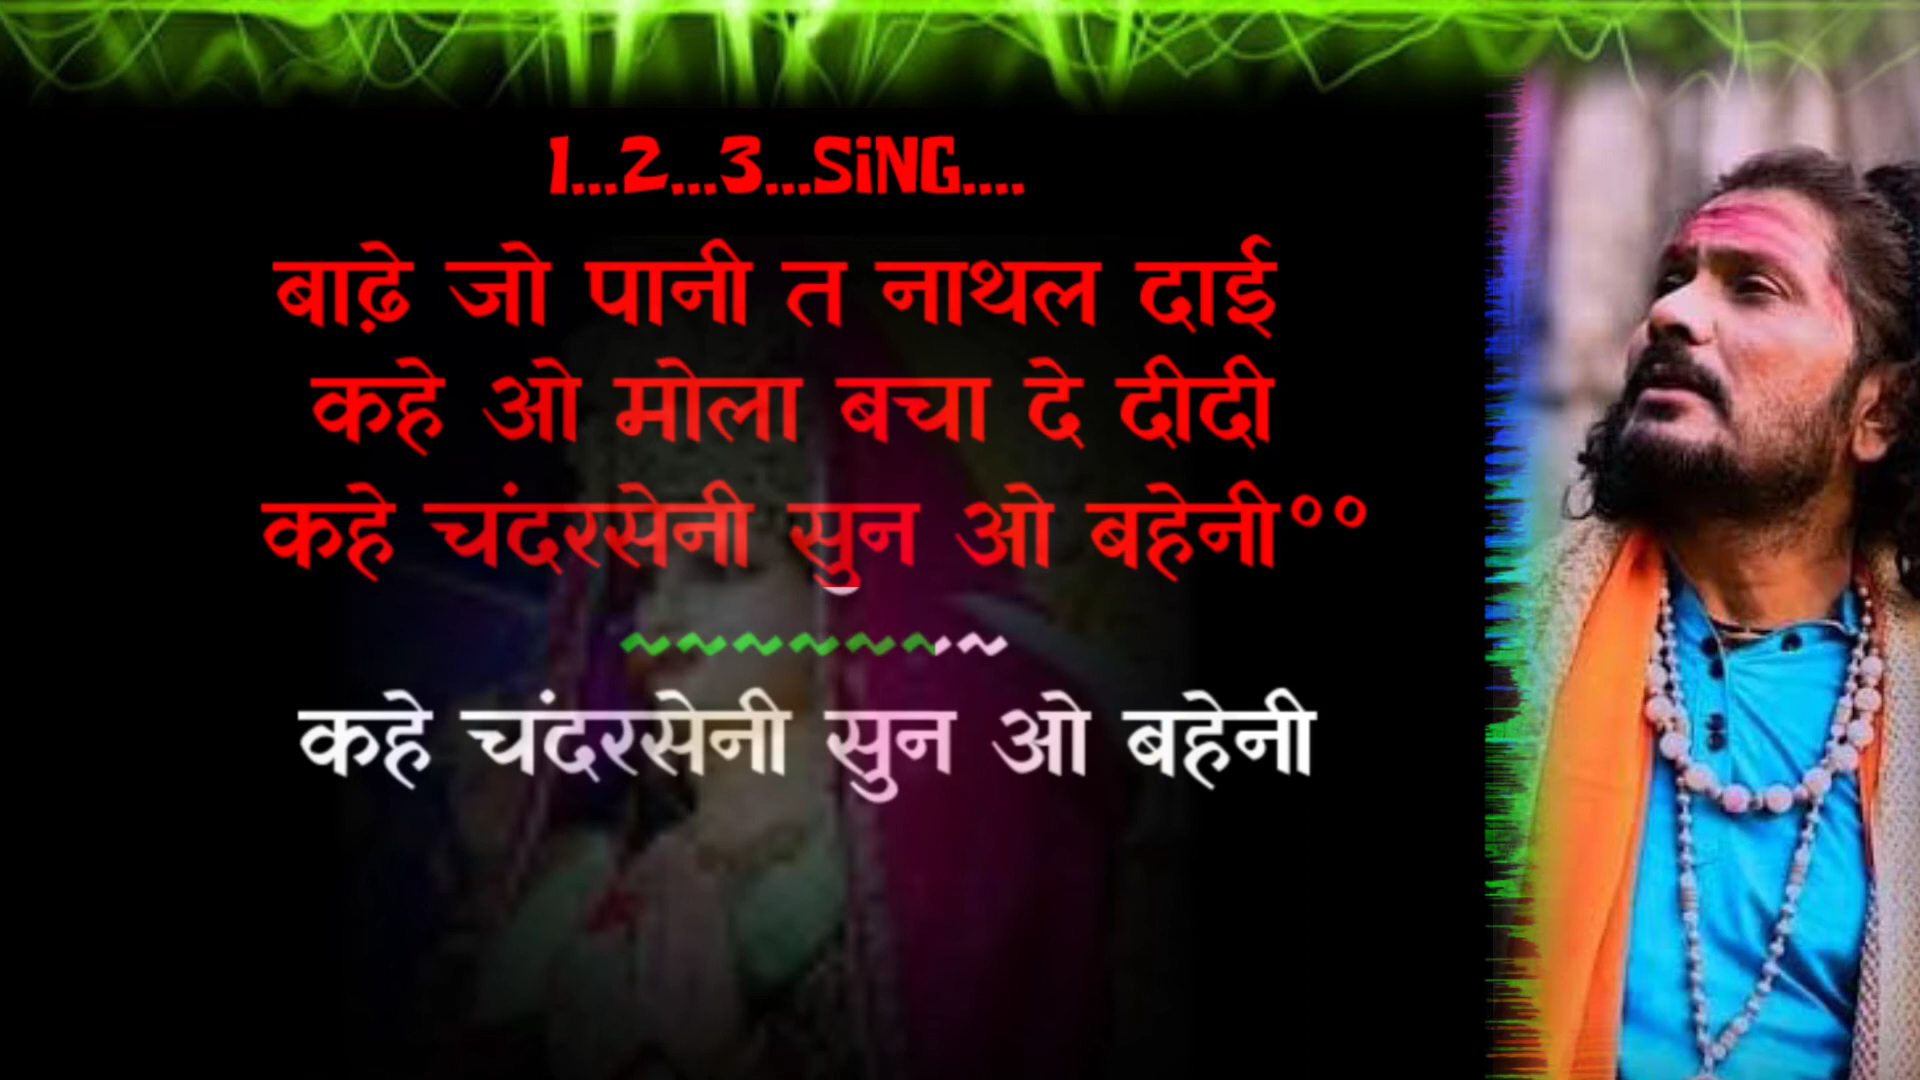 1...2...3...SiNG....
बाढ़े जो पानी त नाथल दाई
कहे ओ मोला बचा दे दीदी
कहे चंदरसेनी सुन ओ बहेनी°°
~~~~~~~
कहे चंदरसेनी सुन ओ बहेनी